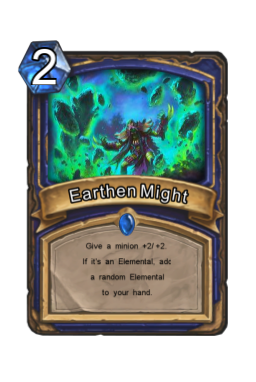 2
Earthen Might
Give a minion +2/+2.
If it's an Elemental, add
a random Elemental
to your hand.